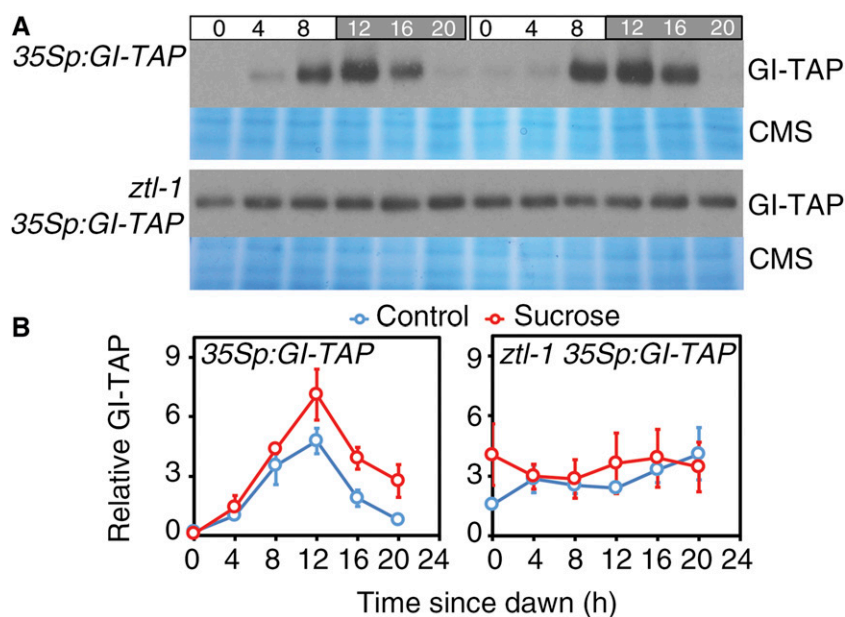 A
0 4 8 12 16 20 0 4 8 12 16 20
35Sp:GI-TAP
GI-TAP
CMS
ztl-1
35Sp:GI-TAP
GI-TAP
CMS
B
Control Sucrose
35Sp:GI-TAP
ztl-1 35Sp:GI-TAP
Relative GI-TAP
9
6
3
0
0 4 8 12 16 20 24
9
6
3
0
0 4 8 12 16 20 24
Time since dawn (h)